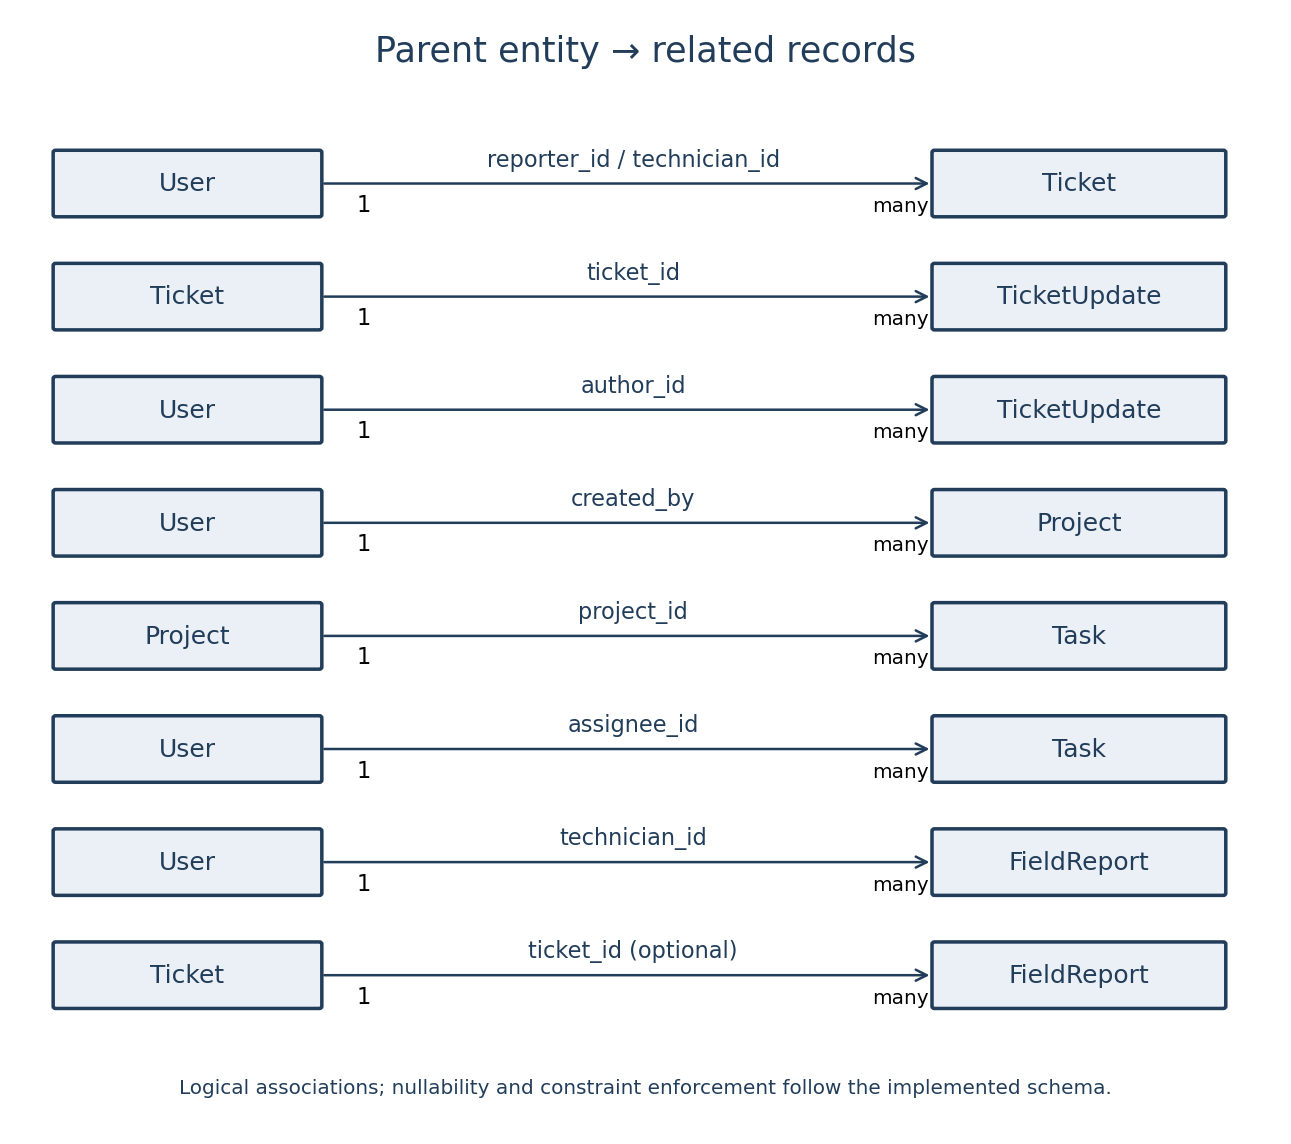 Parent entity → related records
User
reporter_id / technician_id
Ticket
1
many
Ticket
ticket_id
TicketUpdate
1
many
User
author_id
TicketUpdate
1
many
User
created_by
Project
1
many
Project
project_id
Task
1
many
User
assignee_id
Task
1
many
User
technician_id
FieldReport
1
many
Ticket
ticket_id (optional)
FieldReport
1
many
Logical associations; nullability and constraint enforcement follow the implemented schema.